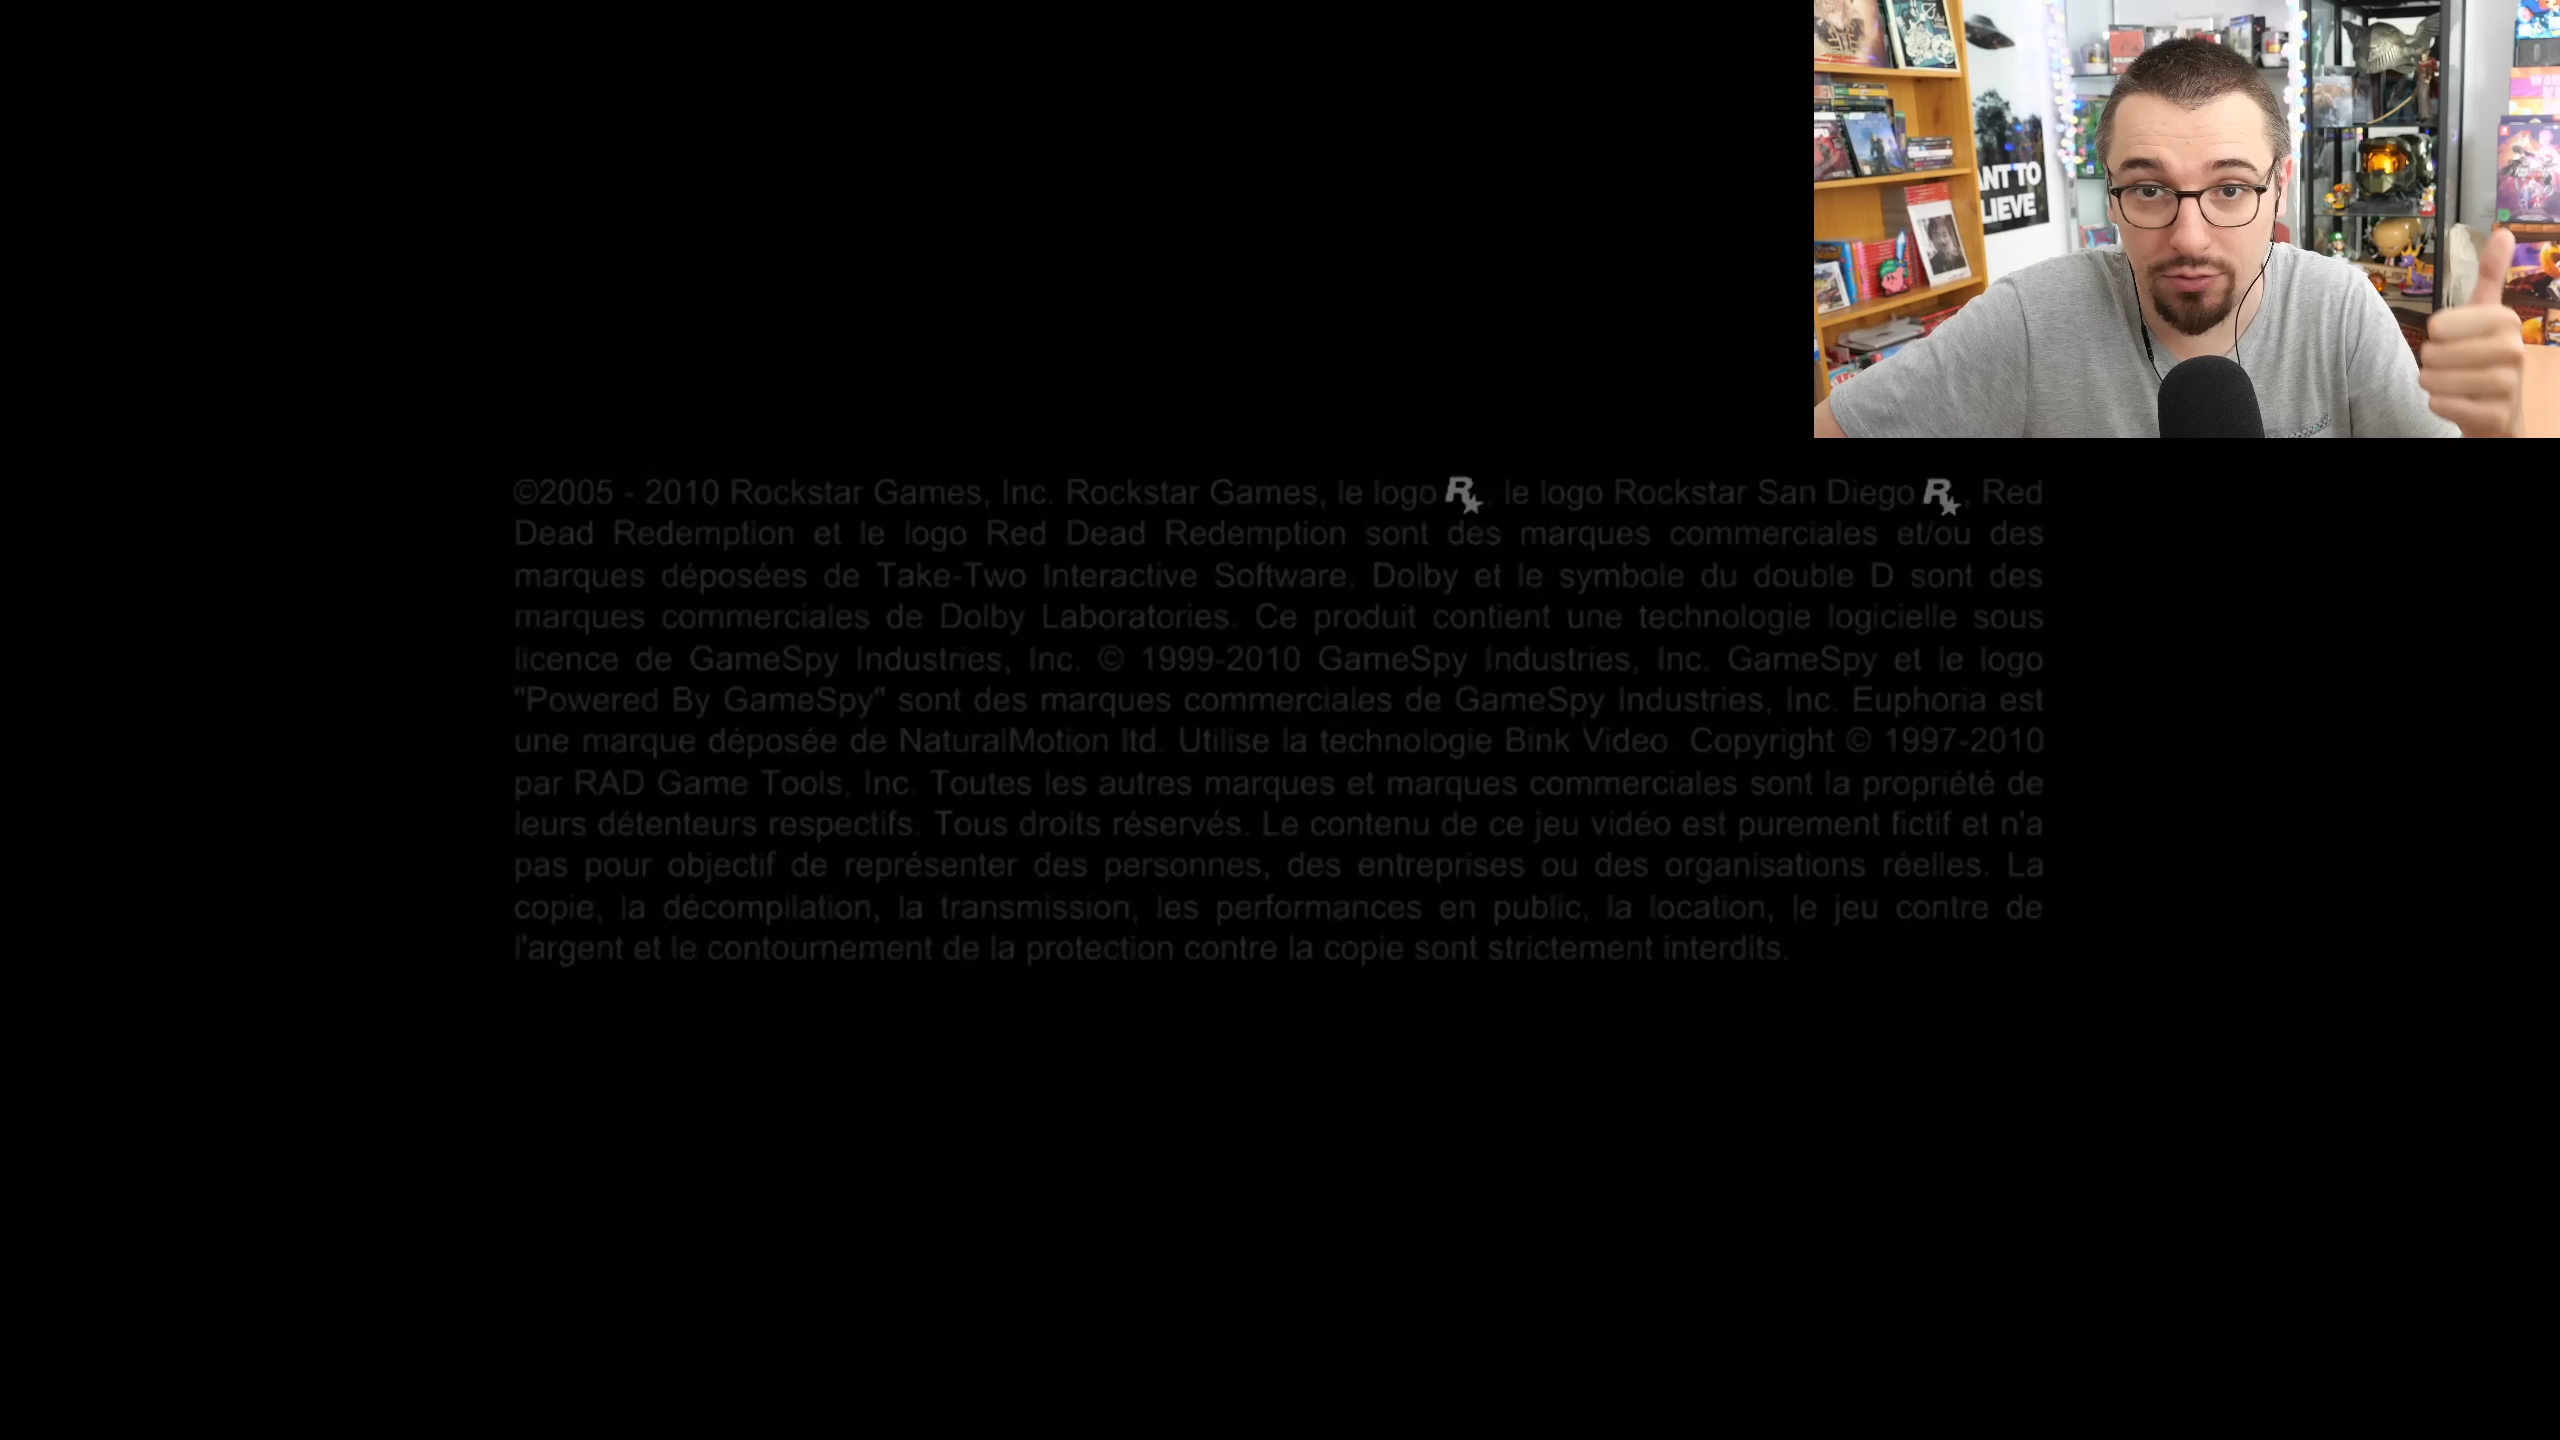 ANT TO
LIEVE
©2005 - 2010 Rockstar Games, Inc. Rockstar Games, le logo R, le logo Rockstar San Diego R, Red
Dead Redemption et le logo Red Dead Redemption sont des marques commerciales et/ou des
marques déposées de Take-Two Interactive Software. Dolby et le symbole du double D sont des
marques commerciales de Dolby Laboratories. Ce produit contient une technologie logicielle sous
licence de GameSpy Industries, Inc. © 1999-2010 GameSpy Industries, Inc. GameSpy et le logo
"Powered By GameSpy" sont des marques commerciales de GameSpy Industries, Inc. Euphoria est
une marque déposée de NaturalMotion ltd. Utilise la technologie Bink Video. Copyright © 1997-2010
par RAD Game Tools, Inc. Toutes les autres marques et marques commerciales sont la propriété de
leurs détenteurs respectifs. Tous droits réservés. Le contenu de ce jeu vidéo est purement fictif et n'a
pas pour objectif de représenter des personnes, des entreprises ou des organisations réelles. La
copie, la décompilation, la transmission, les performances en public, la location, le jeu contre de
l'argent et le contournement de la protection contre la copie sont strictement interdits.